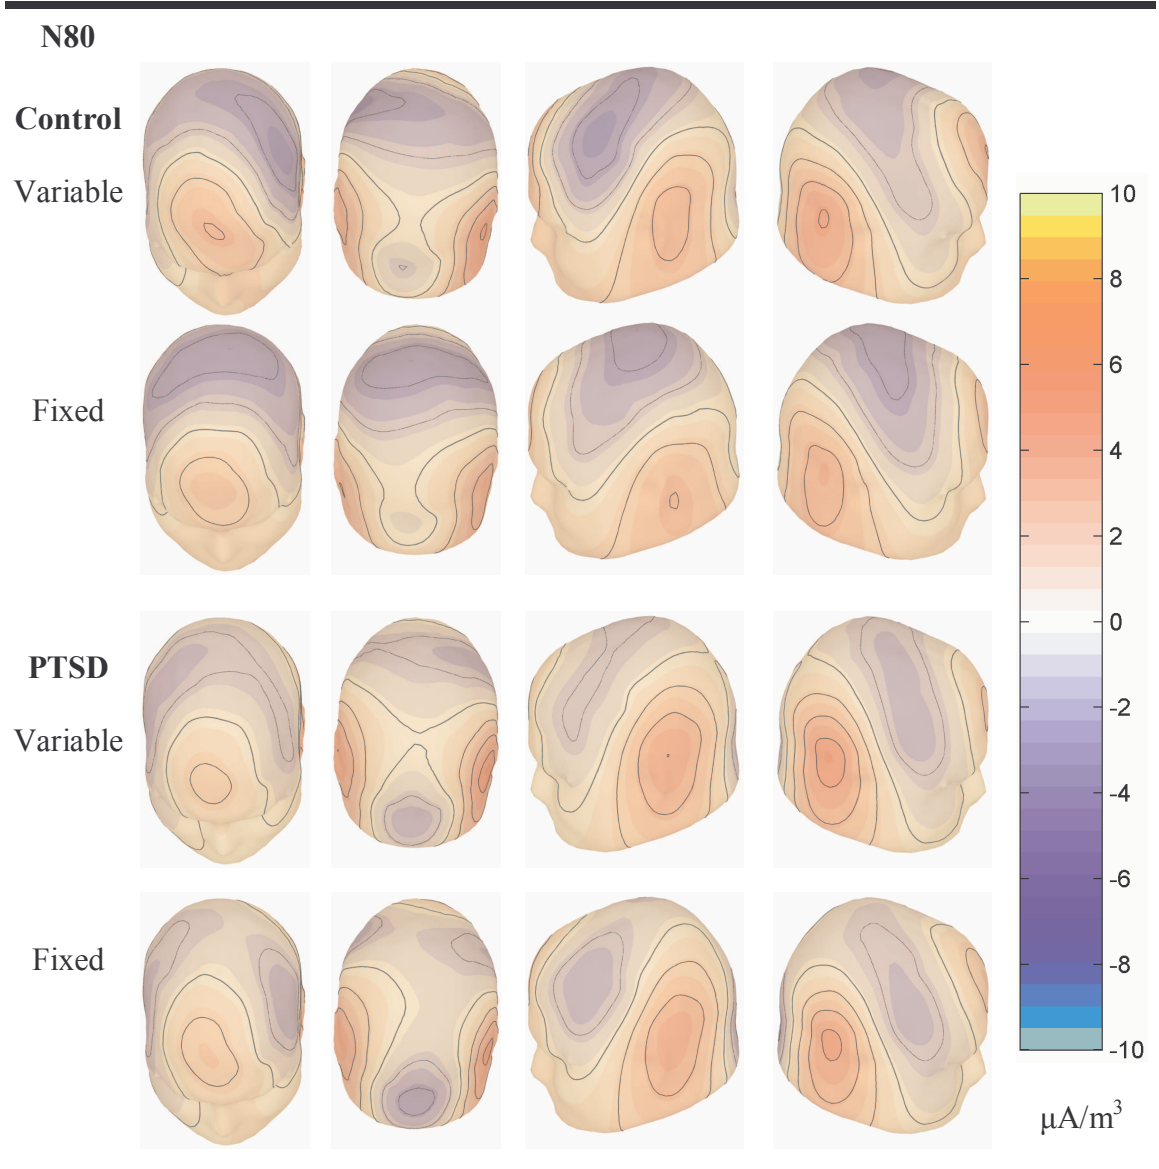 N80
Control
Variable
Fixed
PTSD
Variable
Fixed
10
8
6
4
2
0
-2
-4
-6
-8
-10
µA/m³